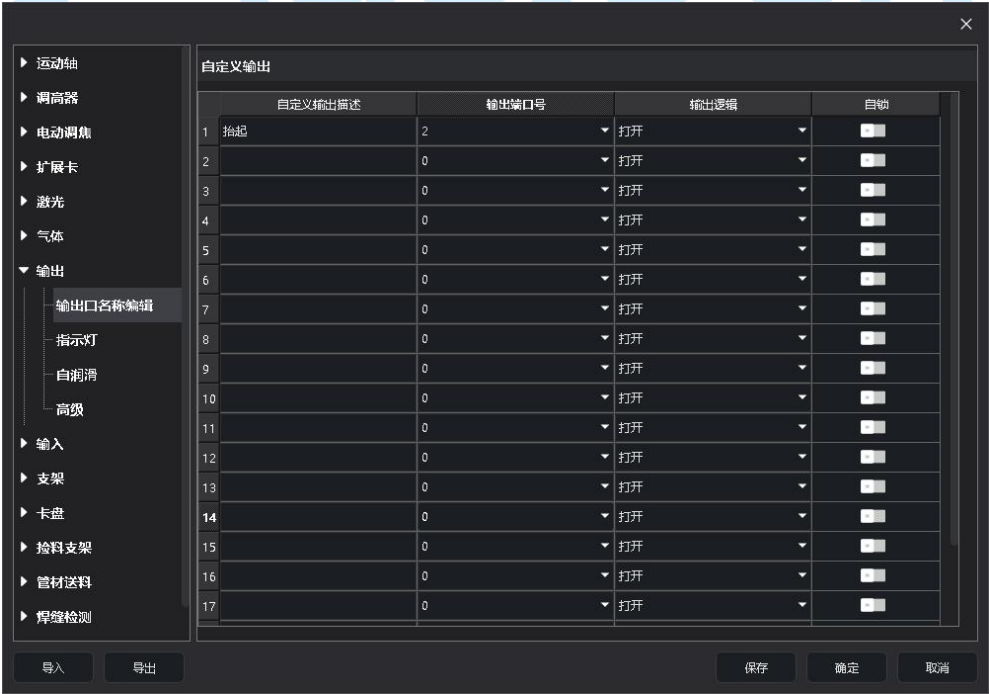 运动轴
调高器
电动调焦
扩展卡
激光
气体
输出
输出口名称编辑
指示灯
自润滑
高级
输入
支架
卡盘
捡料支架
管材送料
焊缝检测
自定义输出
自定义输出描述 输出端口号 输出逻辑 自锁
1 抬起 2 打开
2 0 打开
3 0 打开
4 0 打开
5 0 打开
6 0 打开
7 0 打开
8 0 打开
9 0 打开
10 0 打开
11 0 打开
12 0 打开
13 0 打开
14 0 打开
15 0 打开
16 0 打开
17 0 打开
导入 导出 保存 确定 取消